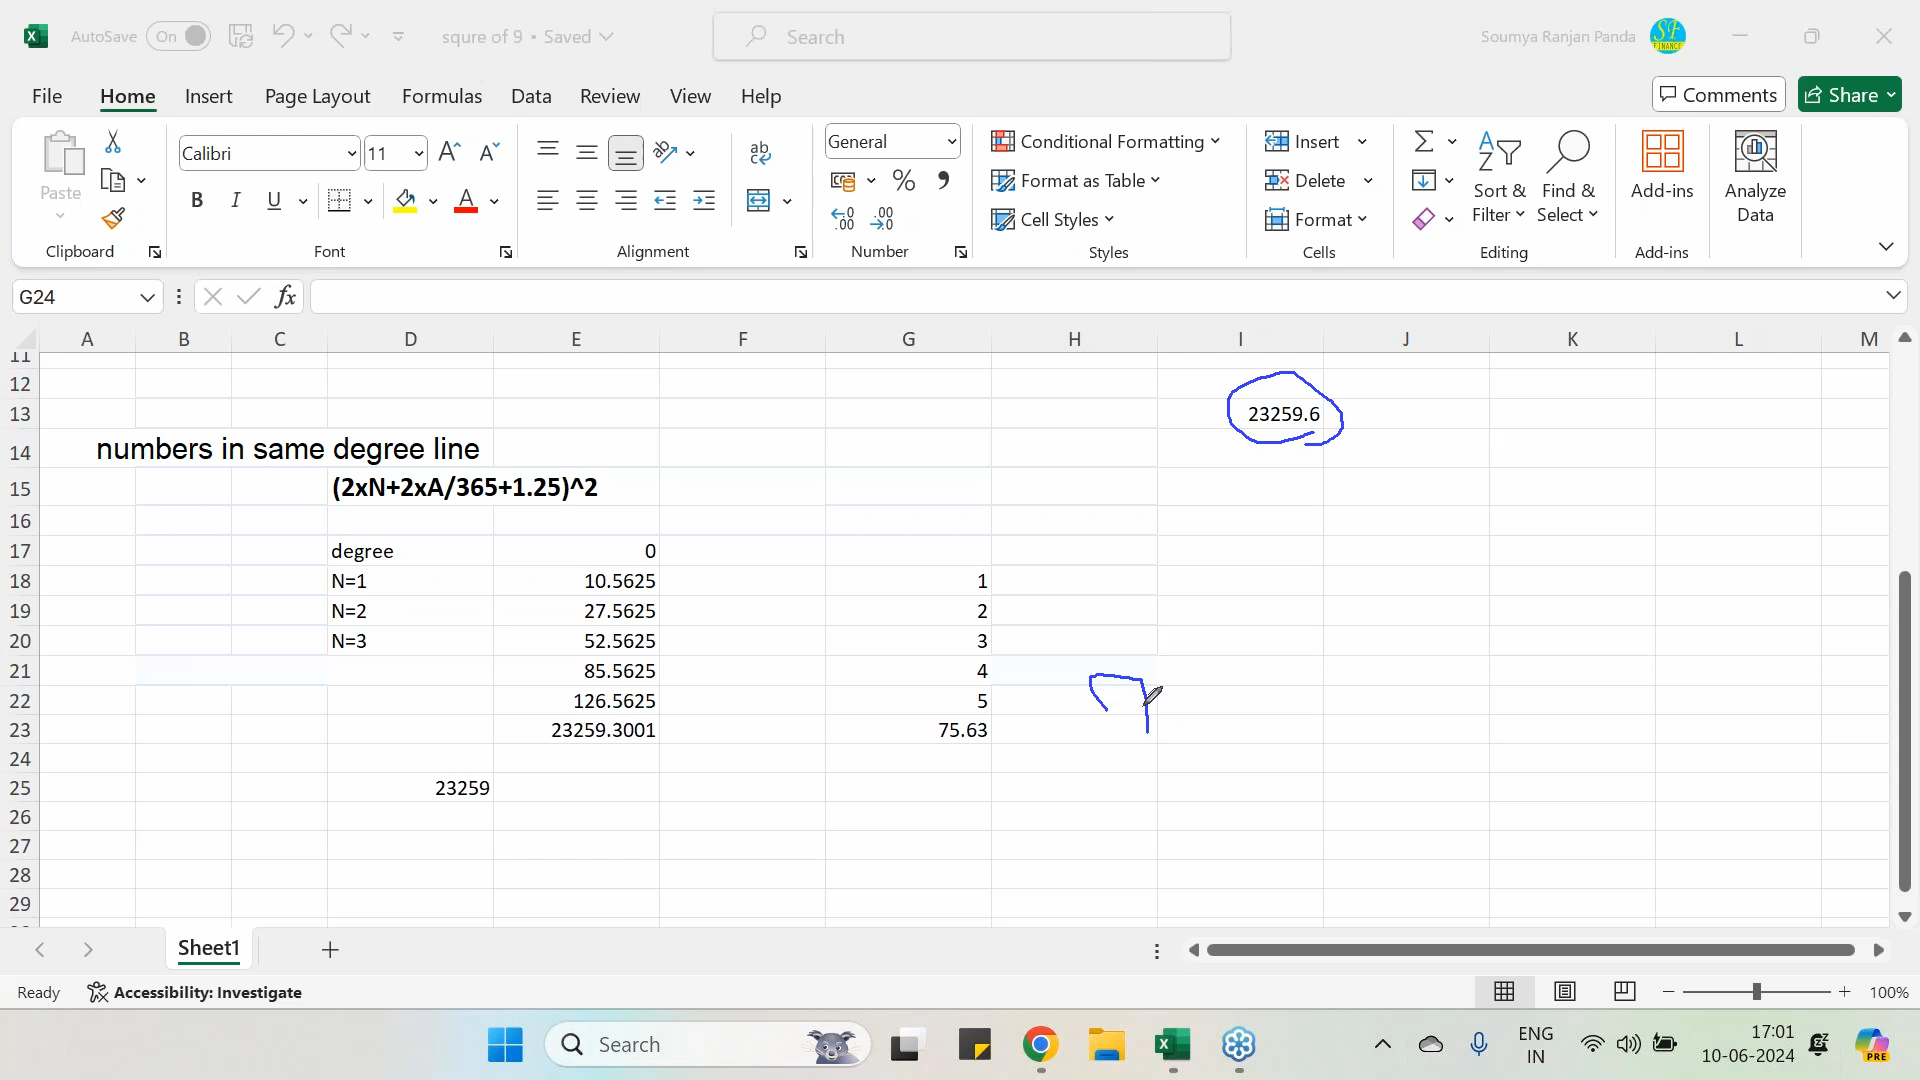 AutoSave On squre of 9 • Saved Search Soumya Ranjan Panda SF FINANCE
File Home Insert Page Layout Formulas Data Review View Help Comments Share
Paste Calibri 11 General Conditional Formatting Insert
Format as Table Delete Sort & Filter Find & Select Add-ins Analyze Data
B I U Cell Styles Format
Clipboard Font Alignment Number Styles Cells Editing Add-ins
G24 fx
A B C D E F G H I J K L M
11
12
13 23259.6
14 numbers in same degree line
15 (2xN+2xA/365+1.25)^2
16
17 degree 0
18 N=1 10.5625 1
19 N=2 27.5625 2
20 N=3 52.5625 3
21 85.5625 4
22 126.5625 5
23 23259.3001 75.63
24
25 23259
26
27
28
29
Sheet1
Ready Accessibility: Investigate 100%
Search ENG IN 17:01 10-06-2024 PRE